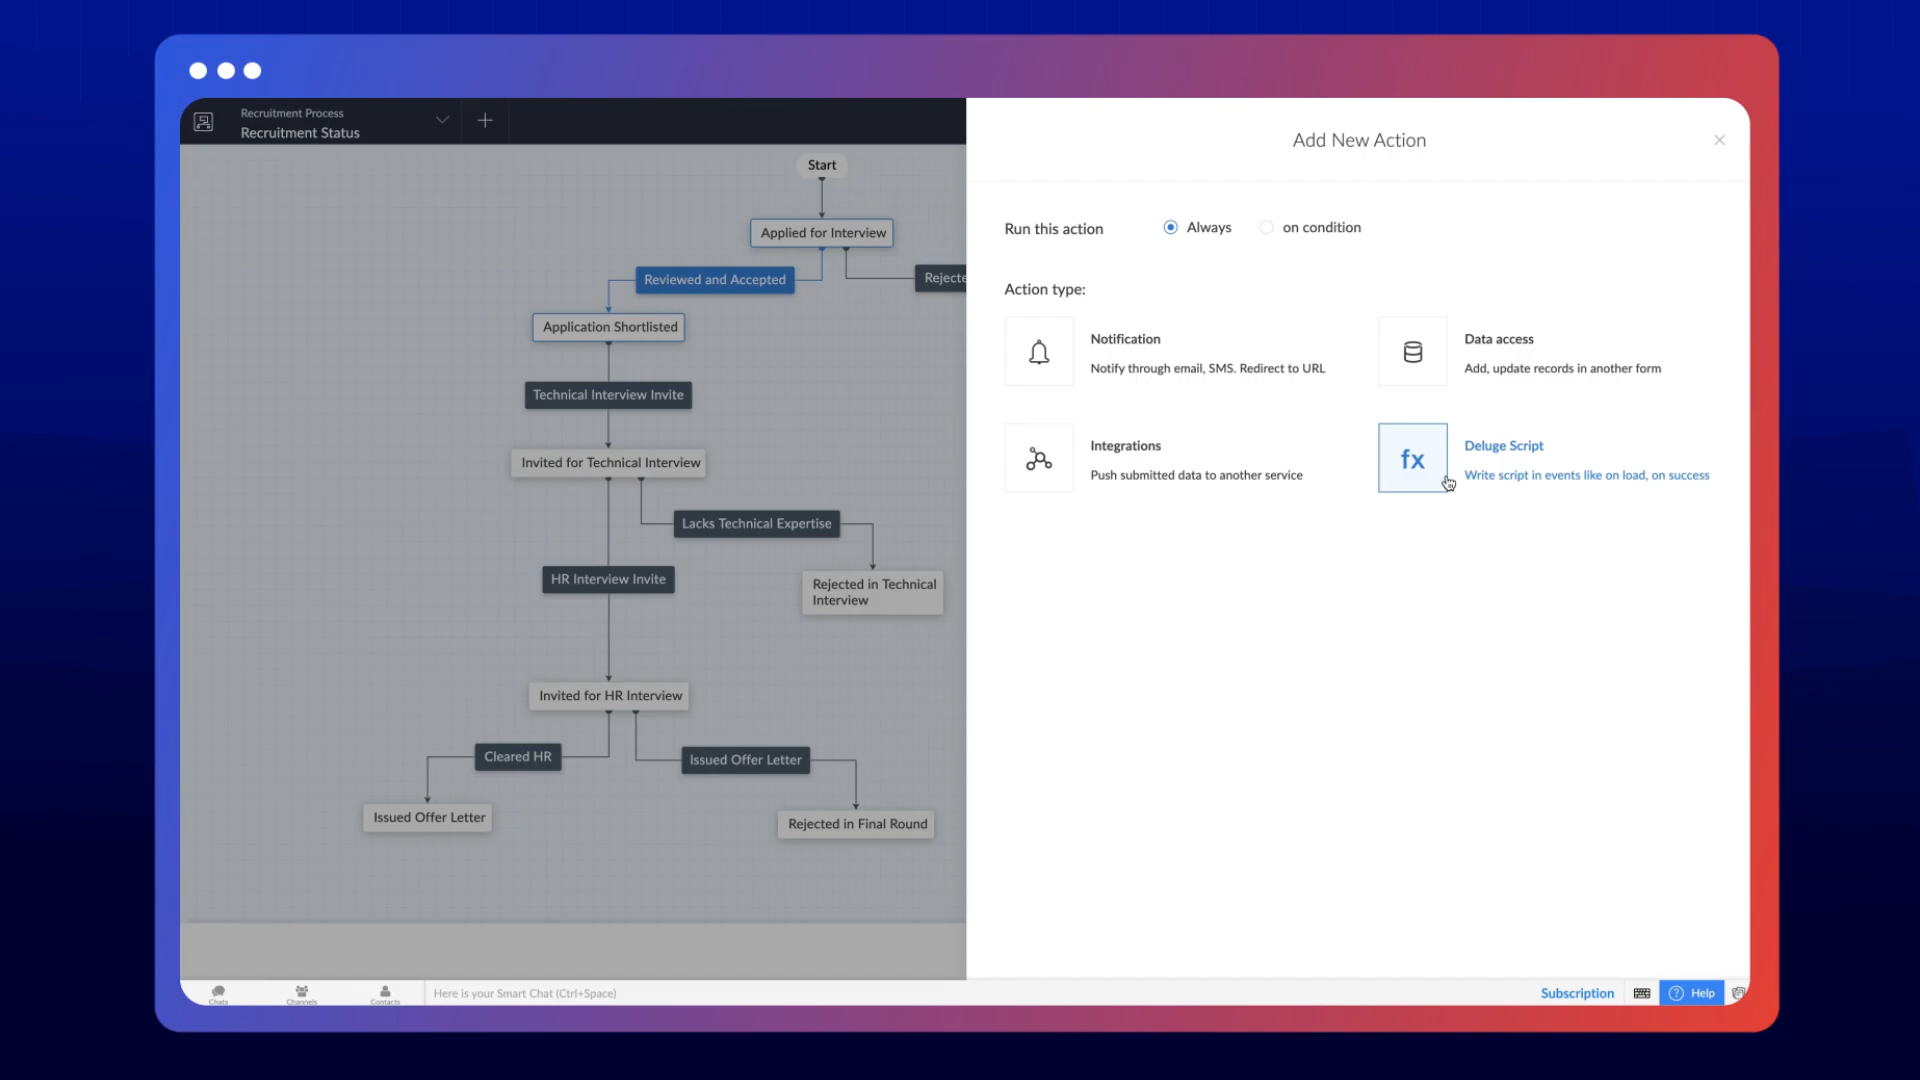 Recruitment Process
Recruitment Status
Start
Applied for Interview
Reviewed and Accepted
Rejecte
Application Shortlisted
Technical Interview Invite
Invited for Technical Interview
Lacks Technical Expertise
HR Interview Invite
Rejected in Technical
Interview
Invited for HR Interview
Cleared HR
Issued Offer Letter
Issued Offer Letter
Rejected in Final Round
Add New Action
Run this action
Always
on condition
Action type:
Notification
Notify through email, SMS. Redirect to URL
Data access
Add, update records in another form
Integrations
Push submitted data to another service
fx
Deluge Script
Write script in events like on load, on success
Chats
Channels
Contacts
Here is your Smart Chat (Ctrl+Space)
Subscription
? Help